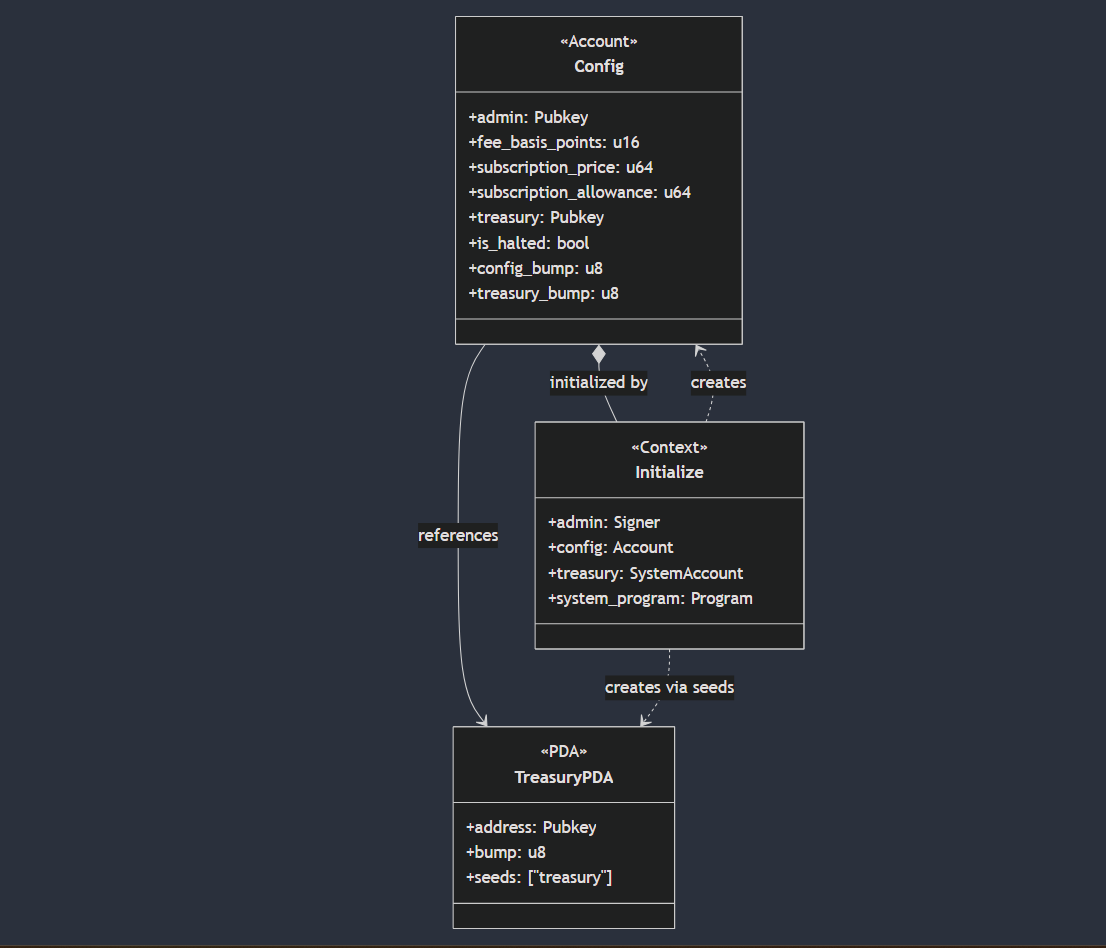 «Account»
Config
+admin: Pubkey
+fee_basis_points: u16
+subscription_price: u64
+subscription_allowance: u64
+treasury: Pubkey
+is_halted: bool
+config_bump: u8
+treasury_bump: u8
initialized by
creates
«Context»
Initialize
+admin: Signer
+config: Account
+treasury: SystemAccount
+system_program: Program
references
creates via seeds
«PDA»
TreasuryPDA
+address: Pubkey
+bump: u8
+seeds: ["treasury"]